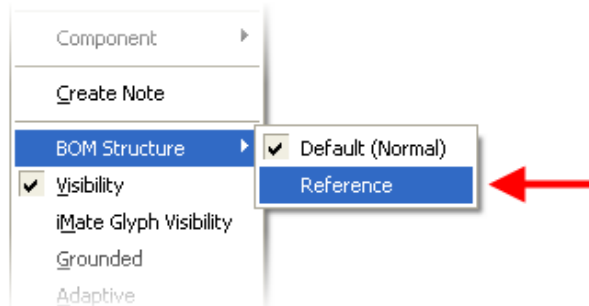 Component
Create Note
BOM Structure
Default (Normal)
Reference
Visibility
iMate Glyph Visibility
Grounded
Adaptive